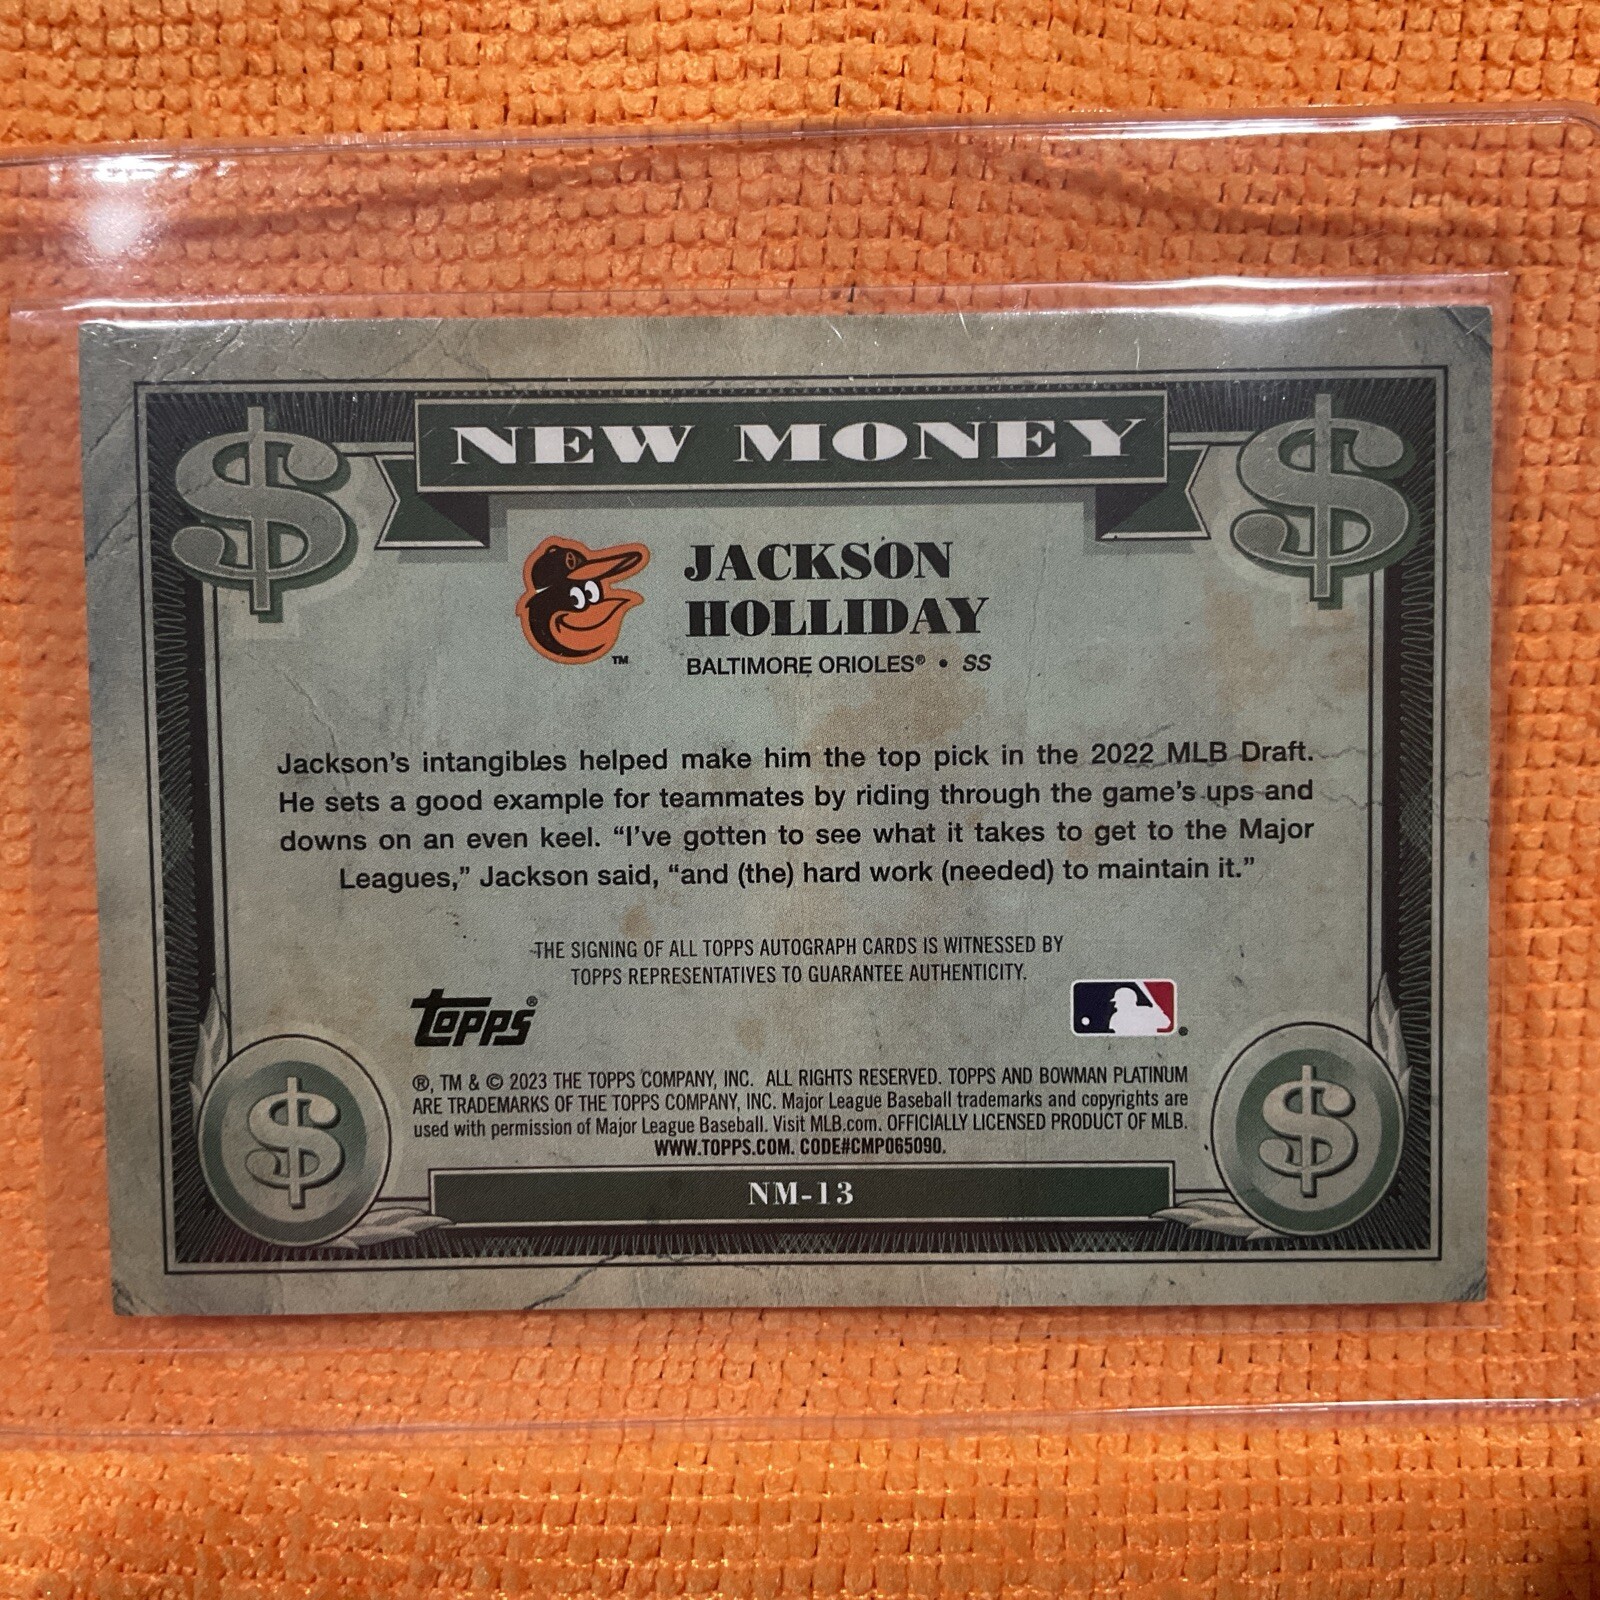 NEW MONEY
JACKSON
HOLLIDAY
TM
BALTIMORE ORIOLES® • SS
Jackson's intangibles helped make him the top pick in the 2022 MLB Draft.
He sets a good example for teammates by riding through the game's ups and
downs on an even keel. “I've gotten to see what it takes to get to the Major
Leagues,” Jackson said, “and (the) hard work (needed) to maintain it.”
THE SIGNING OF ALL TOPPS AUTOGRAPH CARDS IS WITNESSED BY
TOPPS REPRESENTATIVES TO GUARANTEE AUTHENTICITY.
Topps®
®, TM & © 2023 THE TOPPS COMPANY, INC. ALL RIGHTS RESERVED. TOPPS AND BOWMAN PLATINUM
ARE TRADEMARKS OF THE TOPPS COMPANY, INC. Major League Baseball trademarks and copyrights are
used with permission of Major League Baseball. Visit MLB.com. OFFICIALLY LICENSED PRODUCT OF MLB.
WWW.TOPPS.COM. CODE#CMP065090.
NM-13